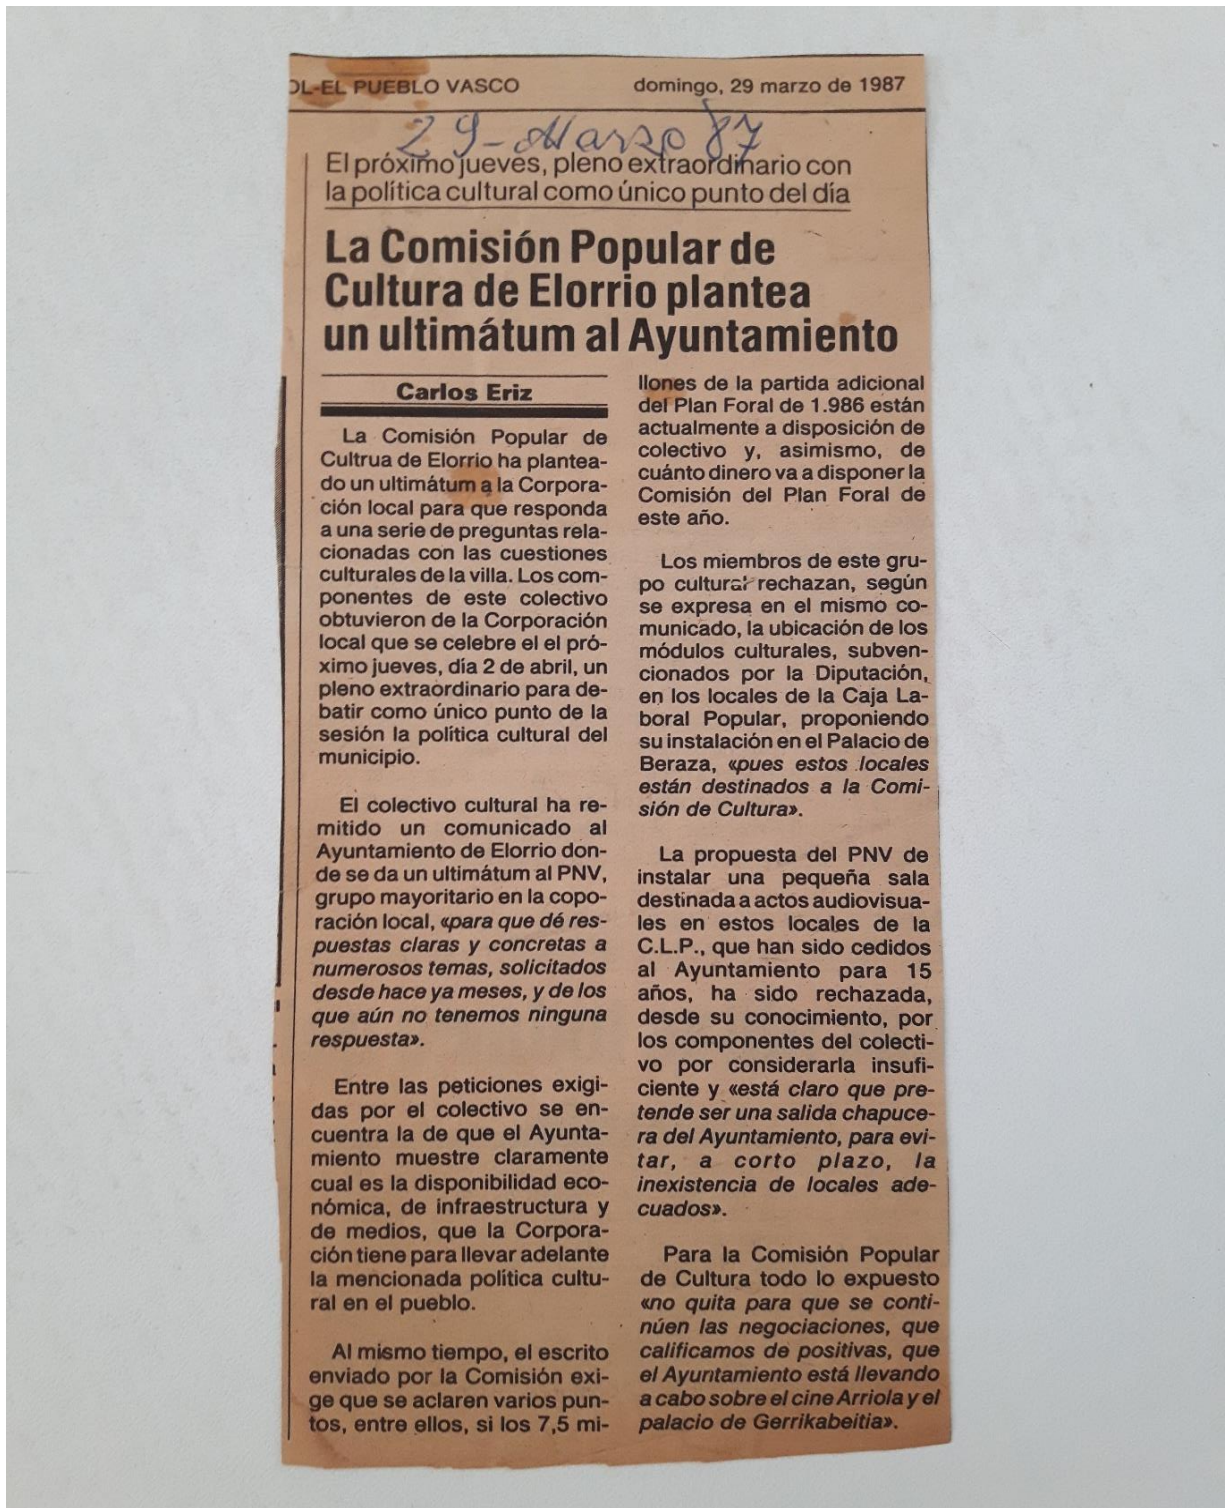 OL-EL PUEBLO VASCO
domingo, 29 marzo de 1987
29-Marzo 87
El próximo jueves, pleno extraordinario con
la política cultural como único punto del día
La Comisión Popular de
Cultura de Elorrio plantea
un ultimátum al Ayuntamiento
Carlos Eriz
La Comisión Popular de
Cultrua de Elorrio ha plantea-
do un ultimátum a la Corpora-
ción local para que responda
a una serie de preguntas rela-
cionadas con las cuestiones
culturales de la villa. Los com-
ponentes de este colectivo
obtuvieron de la Corporación
local que se celebre el el pró-
ximo jueves, día 2 de abril, un
pleno extraordinario para de-
batir como único punto de la
sesión la política cultural del
municipio.
El colectivo cultural ha re-
mitido un comunicado al
Ayuntamiento de Elorrio don-
de se da un ultimátum al PNV,
grupo mayoritario en la copo-
ración local, «para que dé res-
puestas claras y concretas a
numerosos temas, solicitados
desde hace ya meses, y de los
que aún no tenemos ninguna
respuesta».
Entre las peticiones exigi-
das por el colectivo se en-
cuentra la de que el Ayunta-
miento muestre claramente
cual es la disponibilidad eco-
nómica, de infraestructura y
de medios, que la Corpora-
ción tiene para llevar adelante
la mencionada política cultu-
ral en el pueblo.
Al mismo tiempo, el escrito
enviado por la Comisión exi-
ge que se aclaren varios pun-
tos, entre ellos, si los 7,5 mi-
llones de la partida adicional
del Plan Foral de 1.986 están
actualmente a disposición de
colectivo y, asimismo, de
cuánto dinero va a disponer la
Comisión del Plan Foral de
este año.
Los miembros de este gru-
po cultural rechazan, según
se expresa en el mismo co-
municado, la ubicación de los
módulos culturales, subven-
cionados por la Diputación,
en los locales de la Caja La-
boral Popular, proponiendo
su instalación en el Palacio de
Beraza, «pues estos locales
están destinados a la Comi-
sión de Cultura».
La propuesta del PNV de
instalar una pequeña sala
destinada a actos audiovisua-
les en estos locales de la
C.L.P., que han sido cedidos
al Ayuntamiento para 15
años, ha sido rechazada,
desde su conocimiento, por
los componentes del colecti-
vo por considerarla insufi-
ciente y «está claro que pre-
tende ser una salida chapuce-
ra del Ayuntamiento, para evi-
tar, a corto plazo, la
inexistencia de locales ade-
cuados».
Para la Comisión Popular
de Cultura todo lo expuesto
«no quita para que se conti-
núen las negociaciones, que
calificamos de positivas, que
el Ayuntamiento está llevando
a cabo sobre el cine Arriola y el
palacio de Gerrikabeitia».